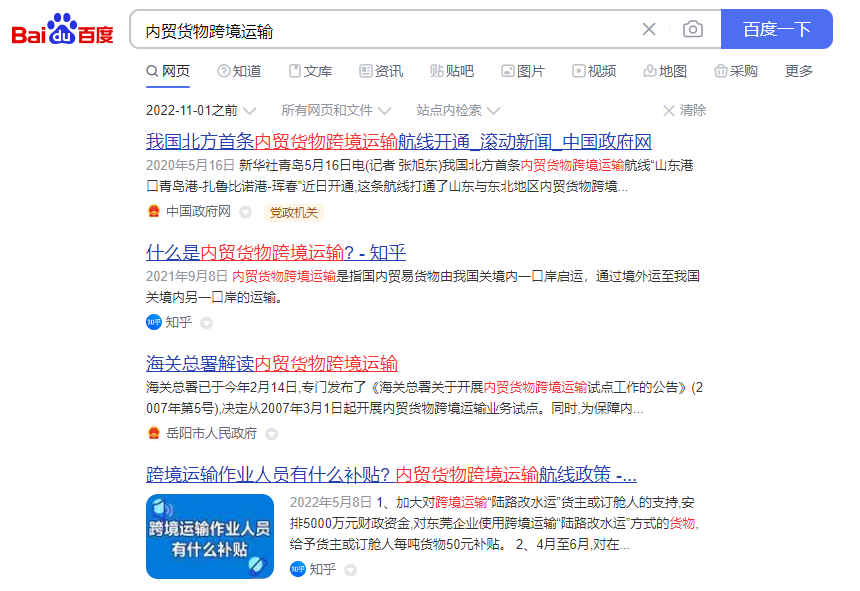 Bai du 百度
内贸货物跨境运输
百度一下
网页 知道 文库 资讯 贴吧 图片 视频 地图 采购 更多
2022-11-01之前 所有网页和文件 站点内检索 清除
我国北方首条内贸货物跨境运输航线开通_滚动新闻_中国政府网
2020年5月16日 新华社青岛5月16日电(记者 张旭东)我国北方首条内贸货物跨境运输航线“山东港
口青岛港-扎鲁比诺港-珲春”近日开通,这条航线打通了山东与东北地区内贸货物跨境...
中国政府网 党政机关
什么是内贸货物跨境运输? - 知乎
2021年9月8日 内贸货物跨境运输是指国内贸易货物由我国关境内一口岸启运，通过境外运至我国
关境内另一口岸的运输。
知乎 知乎
海关总署解读内贸货物跨境运输
海关总署已于今年2月14日,专门发布了《海关总署关于开展内贸货物跨境运输试点工作的公告》(2
007年第5号),决定从2007年3月1日起开展内贸货物跨境运输业务试点。同时,为保障内...
岳阳市人民政府
跨境运输作业人员有什么补贴? 内贸货物跨境运输航线政策 -...
跨境运输作业人员
有什么补贴
2022年5月8日 1、加大对跨境运输“陆路改水运”货主或订舱人的支持,安
排5000万元财政资金,对东莞企业使用跨境运输“陆路改水运”方式的货物,
给予货主或订舱人每吨货物50元补贴。 2、4月至6月,对在...
知乎 知乎